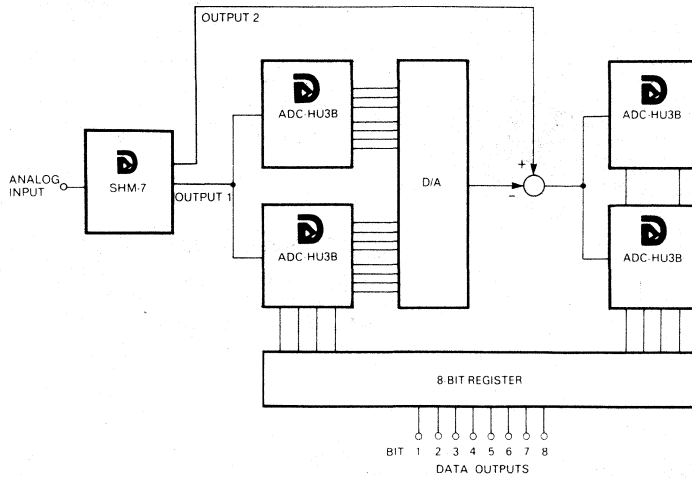 OUTPUT 2
ADC-HU3B
ADC-HU3B
D/A
+
-
ANALOG
INPUT
SHM-7
OUTPUT 1
ADC-HU3B
ADC-HU3B
8-BIT REGISTER
BIT 1 2 3 4 5 6 7 8
DATA OUTPUTS